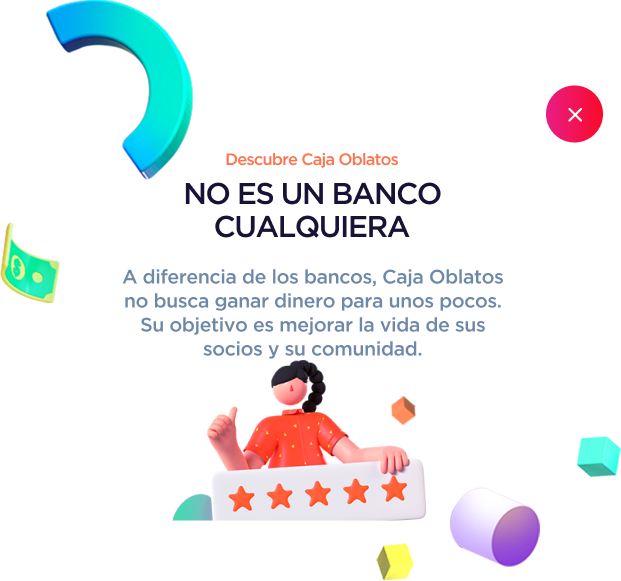 Descubre Caja Oblatos
NO ES UN BANCO
CUALQUIERA
A diferencia de los bancos, Caja Oblatos
no busca ganar dinero para unos pocos.
Su objetivo es mejorar la vida de sus
socios y su comunidad.